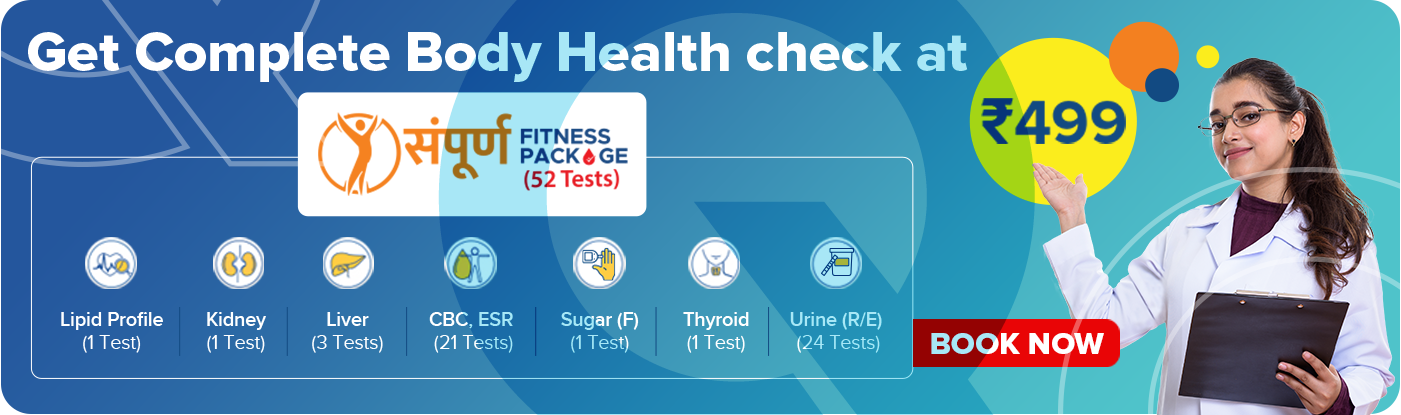 Get Complete Body Health check at
₹499
संपूर्ण FITNESS
PACKAGE
(52 Tests)
Lipid Profile
(1 Test)
Kidney
(1 Test)
Liver
(3 Tests)
CBC, ESR
(21 Tests)
Sugar (F)
(1 Test)
Thyroid
(1 Test)
Urine (R/E)
(24 Tests)
BOOK NOW